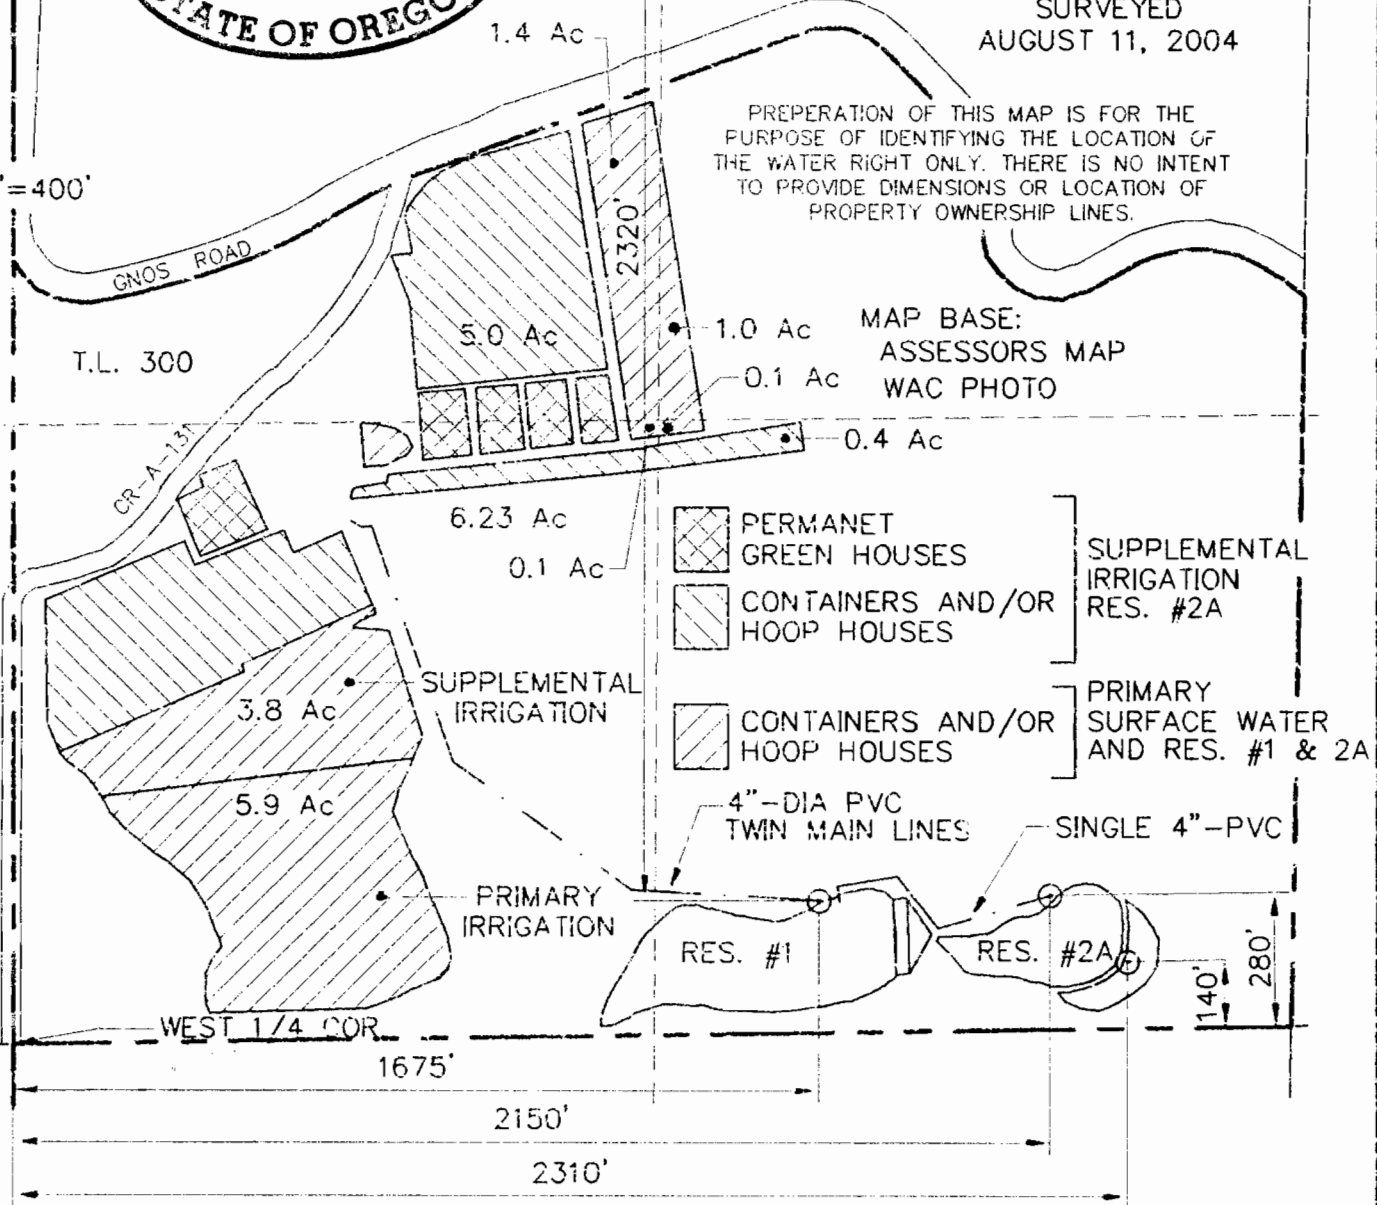 STATE OF OREGO
1.4 Ac
SURVEYED
AUGUST 11, 2004
PREPERATION OF THIS MAP IS FOR THE
PURPOSE OF IDENTIFYING THE LOCATION OF
THE WATER RIGHT ONLY. THERE IS NO INTENT
TO PROVIDE DIMENSIONS OR LOCATION OF
PROPERTY OWNERSHIP LINES.
'=400'
GNOS ROAD
2320'
5.0 Ac
1.0 Ac
MAP BASE:
ASSESSORS MAP
WAC PHOTO
T.L. 300
0.1 Ac
0.4 Ac
CR-A-131
6.23 Ac
0.1 Ac
PERMANET
GREEN HOUSES
CONTAINERS AND/OR
HOOP HOUSES
SUPPLEMENTAL
IRRIGATION
RES. #2A
CONTAINERS AND/OR
HOOP HOUSES
PRIMARY
SURFACE WATER
AND RES. #1 & 2A
SUPPLEMENTAL
IRRIGATION
3.8 Ac
5.9 Ac
4"-DIA PVC
TWIN MAIN LINES
SINGLE 4"-PVC
PRIMARY
IRRIGATION
RES. #1
RES. #2A
140'
280'
WEST 1/4 COR.
1675'
2150'
2310'